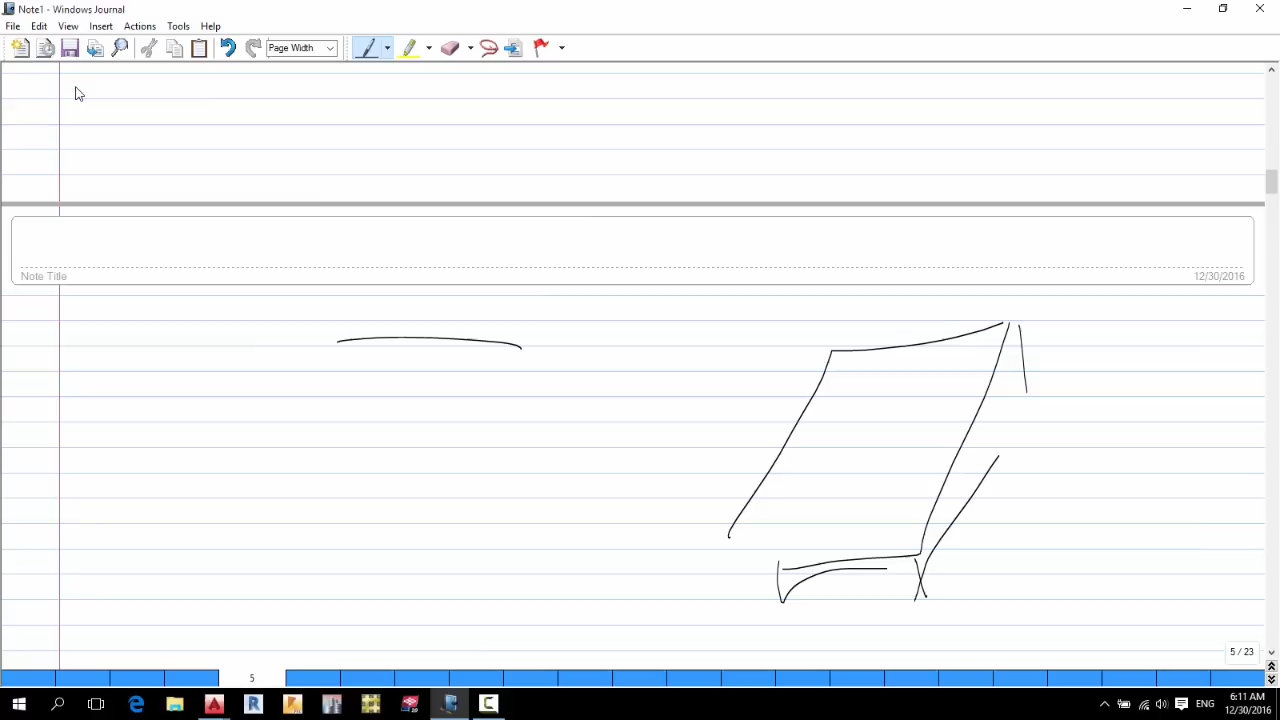 Note1 - Windows Journal
File Edit View Insert Actions Tools Help
Page Width
Note Title
12/30/2016
5 / 23
5
ENG
6:11 AM
12/30/2016